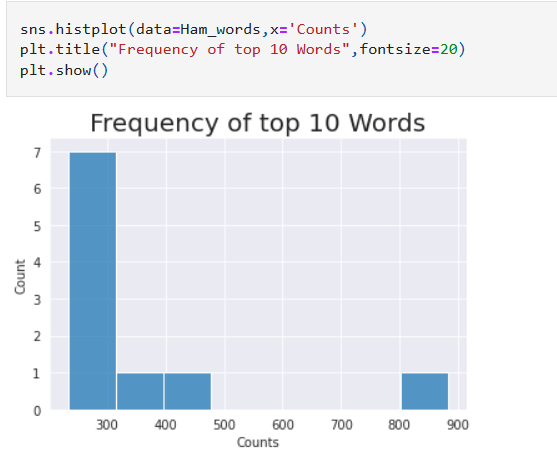 sns.histplot(data=Ham_words,x='Counts')
plt.title("Frequency of top 10 Words",fontsize=20)
plt.show()
Frequency of top 10 Words
7
6
5
4
3
2
1
0
Count
300 400 500 600 700 800 900
Counts